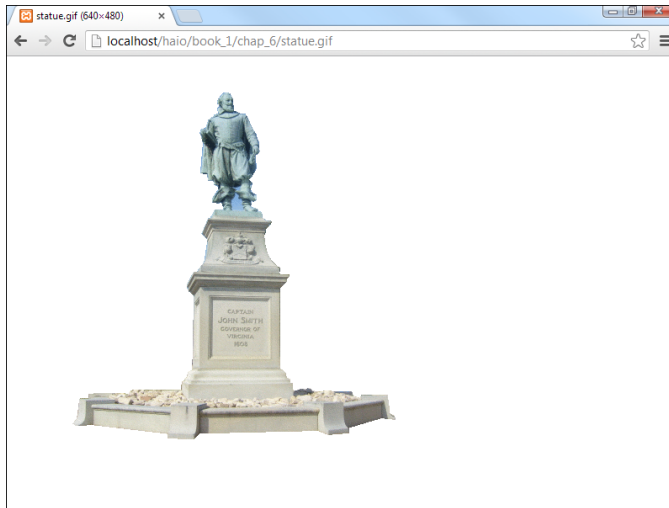 statue.gif (640×480)
localhost/haio/book_1/chap_6/statue.gif
CAPTAIN
JOHN SMITH
GOVERNOR OF
VIRGINIA
1608